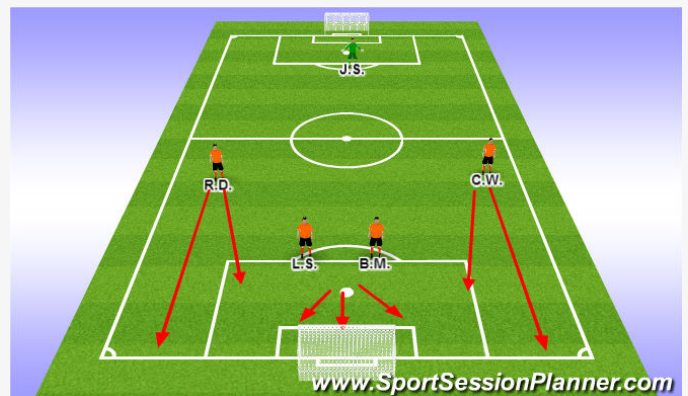 J.S.
R.D.
C.W.
L.S.
B.M.
www.SportSessionPlanner.com